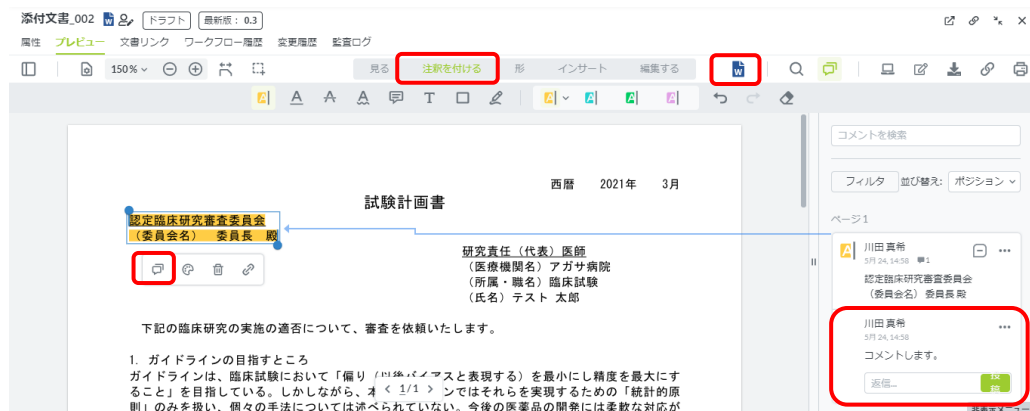 添付文書_002 ドラフト 最新版： 0.3
属性 プレビュー 文書リンク ワークフロー履歴 変更履歴 監査ログ
150% 見る 注釈を付ける 形 インサート 編集する
コメントを検索
フィルタ 並び替え: ポジション
西暦 2021年 3月
試験計画書
認定臨床研究審査委員会
（委員会名） 委員長 殿
研究責任（代表）医師
（医療機関名）アガサ病院
（所属・職名）臨床試験
（氏名）テスト 太郎
下記の臨床研究の実施の適否について、審査を依頼いたします。
1. ガイドラインの目指すところ
ガイドラインは、臨床試験において「偏り（以後バイアスと表現する）を最小にし精度を最大にす
ること」を目指している。しかしながら、本 ンではそれらを実現するための「統計的原
則」のみを扱い、個々の手法については述べられていない。今後の医薬品の開発には柔軟な対応が
1/1
ページ1
川田 真希
5月 24, 14:58 1
認定臨床研究審査委員会
（委員会名） 委員長 殿
川田 真希
5月 24, 14:58
コメントします。
返信...